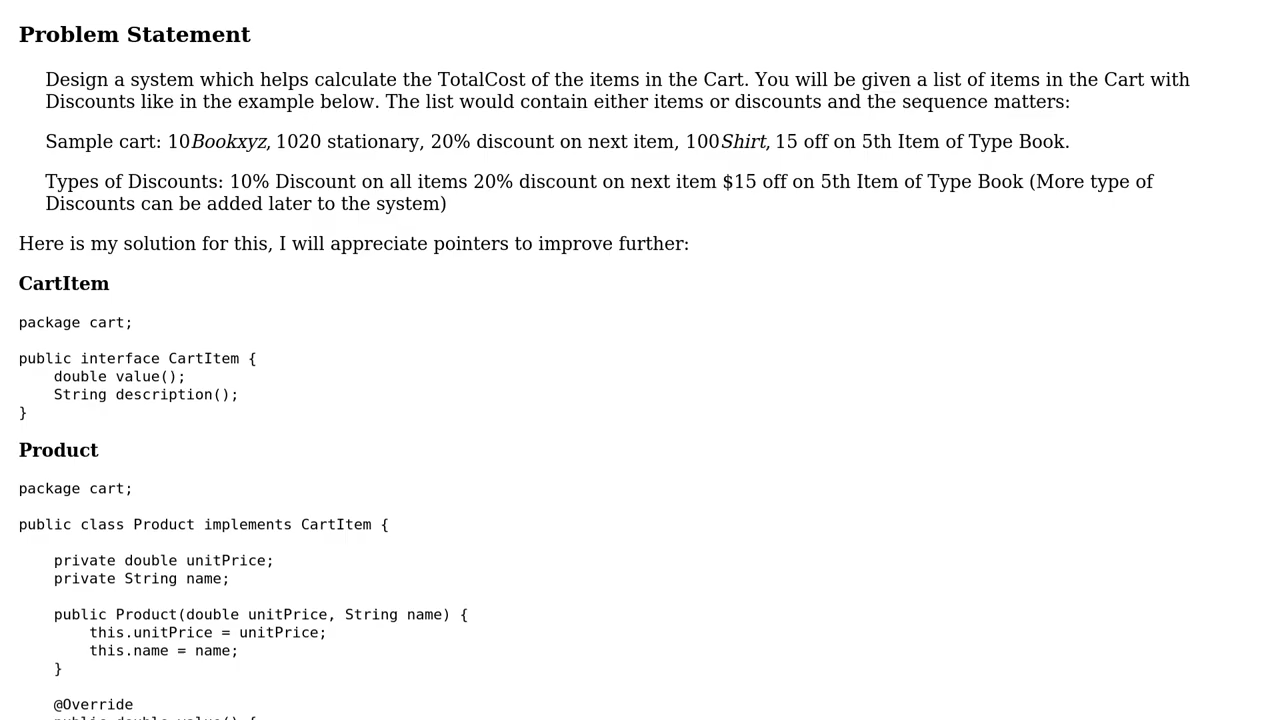 Problem Statement
Design a system which helps calculate the TotalCost of the items in the Cart. You will be given a list of items in the Cart with
Discounts like in the example below. The list would contain either items or discounts and the sequence matters:
Sample cart: 10Bookxyz, 1020 stationary, 20% discount on next item, 100Shirt, 15 off on 5th Item of Type Book.
Types of Discounts: 10% Discount on all items 20% discount on next item $15 off on 5th Item of Type Book (More type of
Discounts can be added later to the system)
Here is my solution for this, I will appreciate pointers to improve further:
CartItem
package cart;
public interface CartItem {
    double value();
    String description();
}
Product
package cart;
public class Product implements CartItem {
    private double unitPrice;
    private String name;
    public Product(double unitPrice, String name) {
        this.unitPrice = unitPrice;
        this.name = name;
    }
    @Override
    public double value() {